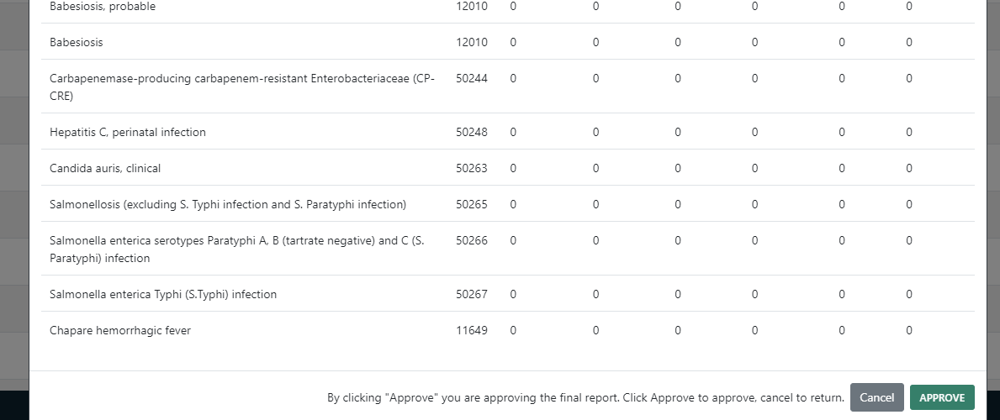 Babesiosis, probable 12010 0 0 0 0 0 0
Babesiosis 12010 0 0 0 0 0 0
Carbapenemase-producing carbapenem-resistant Enterobacteriaceae (CP- 50244 0 0 0 0 0 0
CRE)
Hepatitis C, perinatal infection 50248 0 0 0 0 0 0
Candida auris, clinical 50263 0 0 0 0 0 0
Salmonellosis (excluding S. Typhi infection and S. Paratyphi infection) 50265 0 0 0 0 0 0
Salmonella enterica serotypes Paratyphi A, B (tartrate negative) and C (S. 50266 0 0 0 0 0 0
Paratyphi) infection
Salmonella enterica Typhi (S.Typhi) infection 50267 0 0 0 0 0 0
Chapare hemorrhagic fever 11649 0 0 0 0 0 0
By clicking "Approve" you are approving the final report. Click Approve to approve, cancel to return. Cancel APPROVE